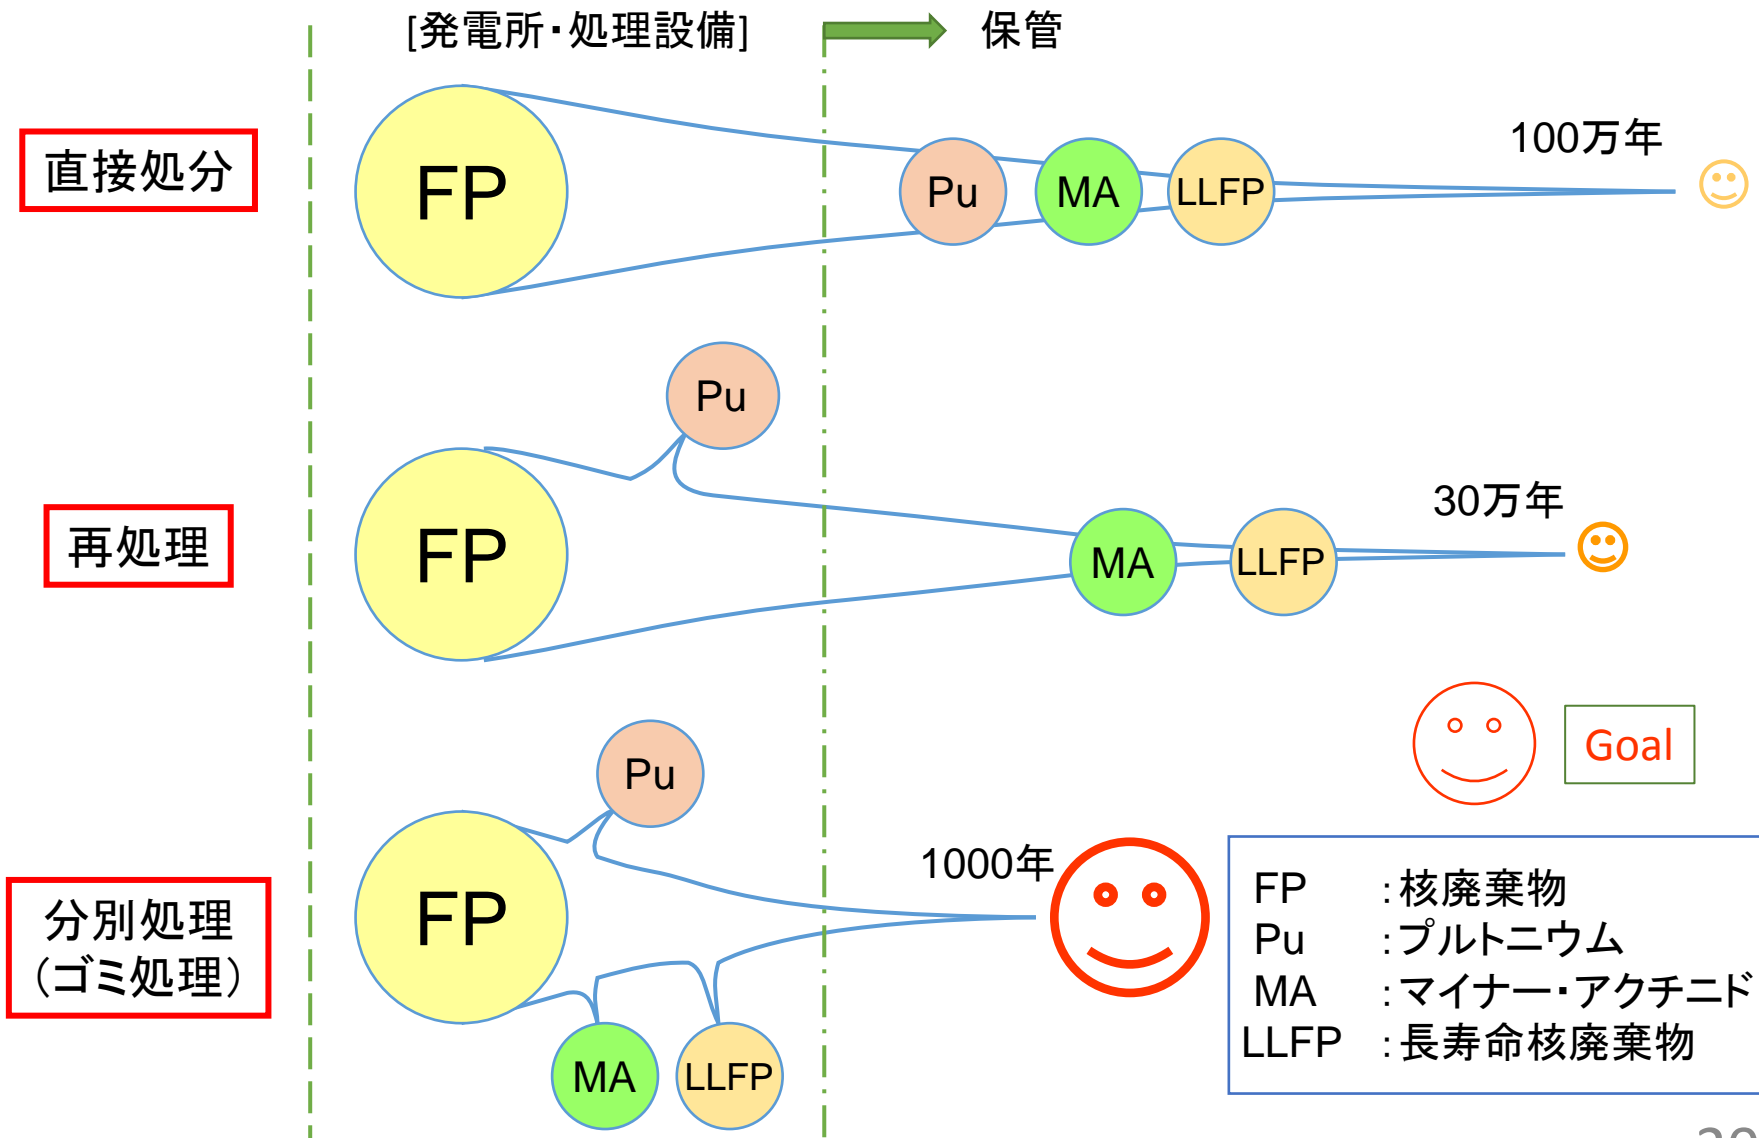 [発電所・処理設備]
保管
直接処分
FP
Pu
MA
LLFP
100万年
再処理
FP
Pu
MA
LLFP
30万年
Goal
分別処理
(ゴミ処理)
FP
Pu
MA
LLFP
1000年
FP :核廃棄物
Pu :プルトニウム
MA :マイナー・アクチニド
LLFP :長寿命核廃棄物